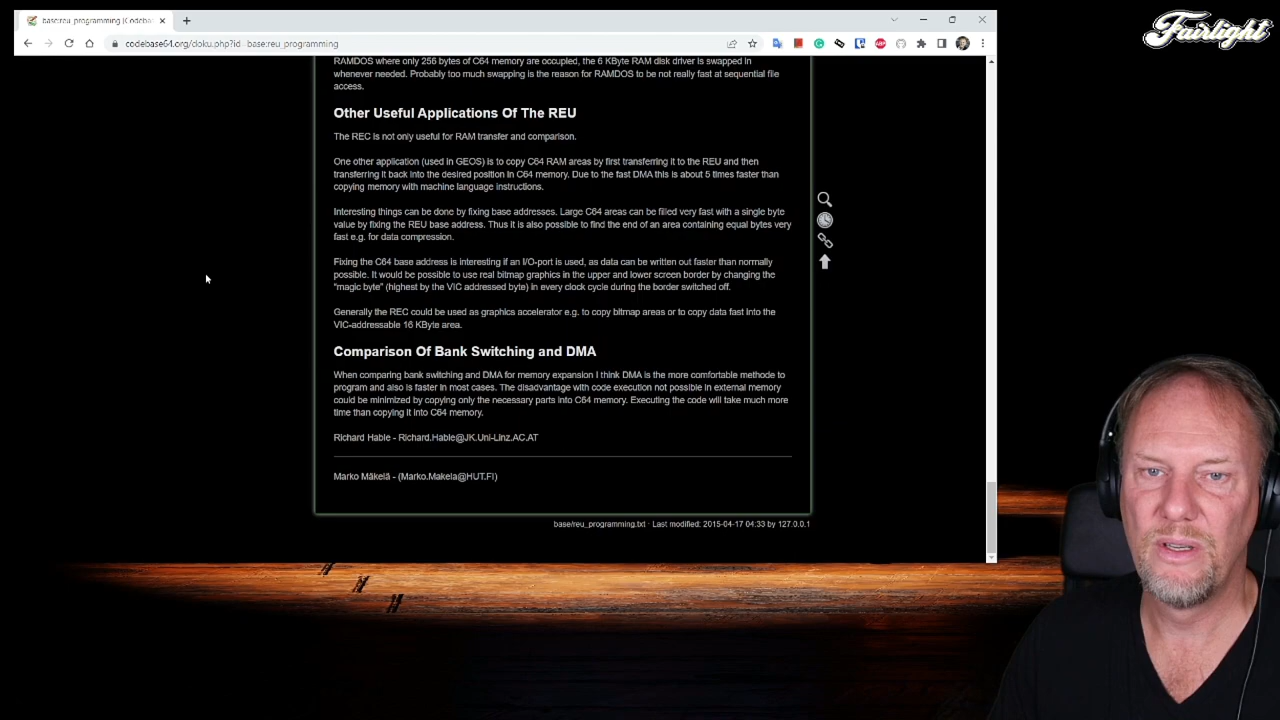 base:reu_programming [Codeba
Fairlight
codebase64.org/doku.php?id=base:reu_programming
RAMDOS where only 256 bytes of C64 memory are occupied, the 6 KByte RAM disk driver is swapped in
whenever needed. Probably too much swapping is the reason for RAMDOS to be not really fast at sequential file
access.
Other Useful Applications Of The REU
The REC is not only useful for RAM transfer and comparison.
One other application (used in GEOS) is to copy C64 RAM areas by first transferring it to the REU and then
transferring it back into the desired position in C64 memory. Due to the fast DMA this is about 5 times faster than
copying memory with machine language instructions.
Interesting things can be done by fixing base addresses. Large C64 areas can be filled very fast with a single byte
value by fixing the REU base address. Thus it is also possible to find the end of an area containing equal bytes very
fast e.g. for data compression.
Fixing the C64 base address is interesting if an I/O-port is used, as data can be written out faster than normally
possible. It would be possible to use real bitmap graphics in the upper and lower screen border by changing the
“magic byte” (highest by the VIC addressed byte) in every clock cycle during the border switched off.
Generally the REC could be used as graphics accelerator e.g. to copy bitmap areas or to copy data fast into the
VIC-addressable 16 KByte area.
Comparison Of Bank Switching and DMA
When comparing bank switching and DMA for memory expansion I think DMA is the more comfortable methode to
program and also is faster in most cases. The disadvantage with code execution not possible in external memory
could be minimized by copying only the necessary parts into C64 memory. Executing the code will take much more
time than copying it into C64 memory.
Richard Hable - Richard.Hable@JK.Uni-Linz.AC.AT
Marko Mäkelä - (Marko.Makela@HUT.FI)
base/reu_programming.txt · Last modified: 2015-04-17 04:33 by 127.0.0.1